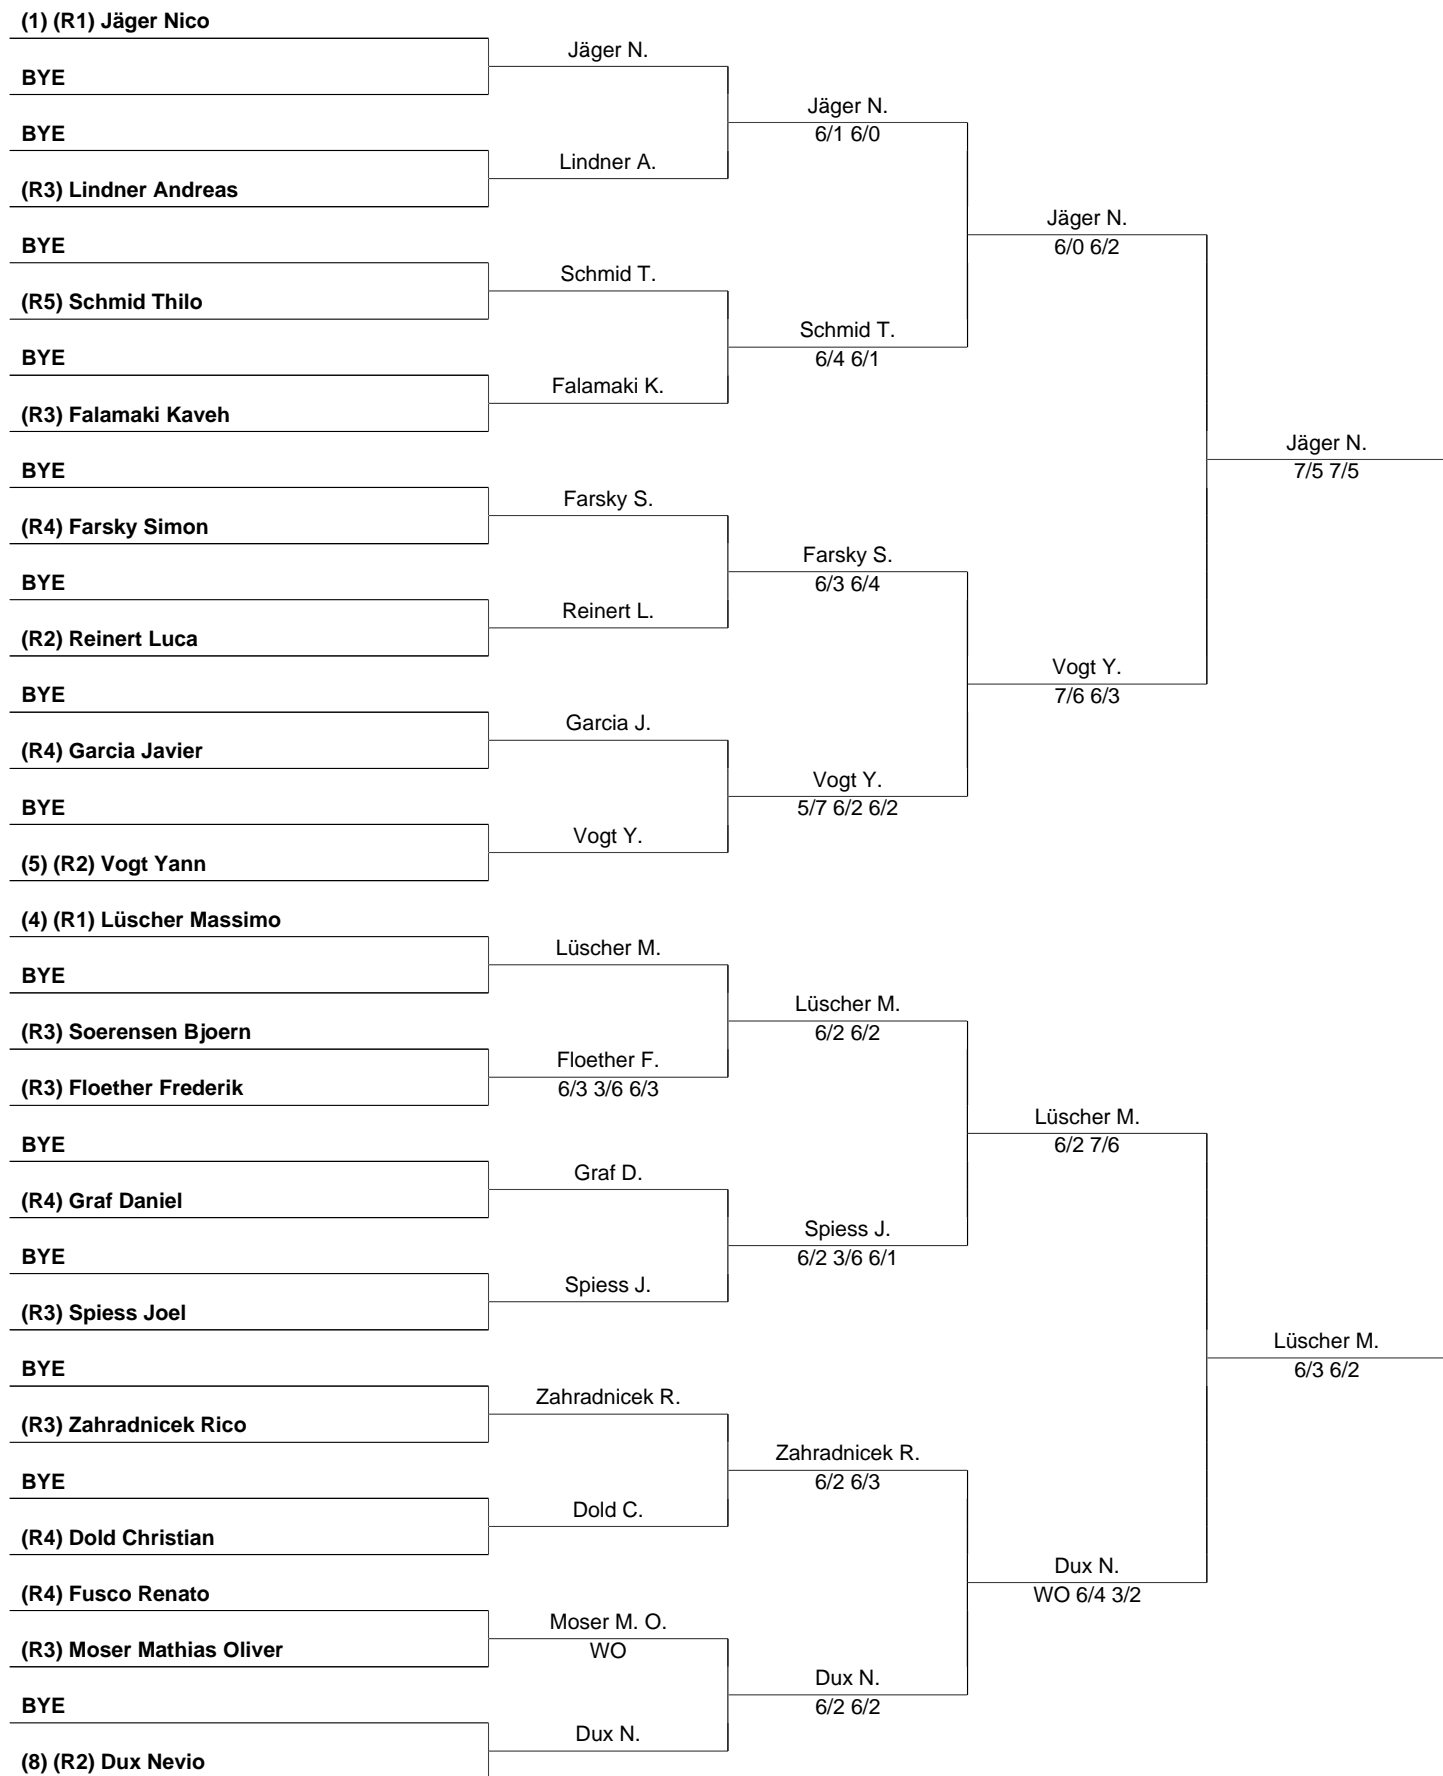 (1) (R1) Jäger Nico
BYE
BYE
(R3) Lindner Andreas
BYE
(R5) Schmid Thilo
BYE
(R3) Falamaki Kaveh
BYE
(R4) Farsky Simon
BYE
(R2) Reinert Luca
BYE
(R4) Garcia Javier
BYE
(5) (R2) Vogt Yann
(4) (R1) Lüscher Massimo
BYE
(R3) Soerensen Bjoern
(R3) Floether Frederik
BYE
(R4) Graf Daniel
BYE
(R3) Spiess Joel
BYE
(R3) Zahradnicek Rico
BYE
(R4) Dold Christian
(R4) Fusco Renato
(R3) Moser Mathias Oliver
BYE
(8) (R2) Dux Nevio
Jäger N.
Lindner A.
Schmid T.
Falamaki K.
Farsky S.
Reinert L.
Garcia J.
Vogt Y.
Lüscher M.
Floether F.
6/3 3/6 6/3
Graf D.
Spiess J.
Zahradnicek R.
Dold C.
Moser M. O.
WO
Dux N.
Jäger N.
6/1 6/0
Schmid T.
6/4 6/1
Farsky S.
6/3 6/4
Vogt Y.
5/7 6/2 6/2
Lüscher M.
6/2 6/2
Spiess J.
6/2 3/6 6/1
Zahradnicek R.
6/2 6/3
Dux N.
6/2 6/2
Jäger N.
6/0 6/2
Vogt Y.
7/6 6/3
Lüscher M.
6/2 7/6
Dux N.
WO 6/4 3/2
Jäger N.
7/5 7/5
Lüscher M.
6/3 6/2